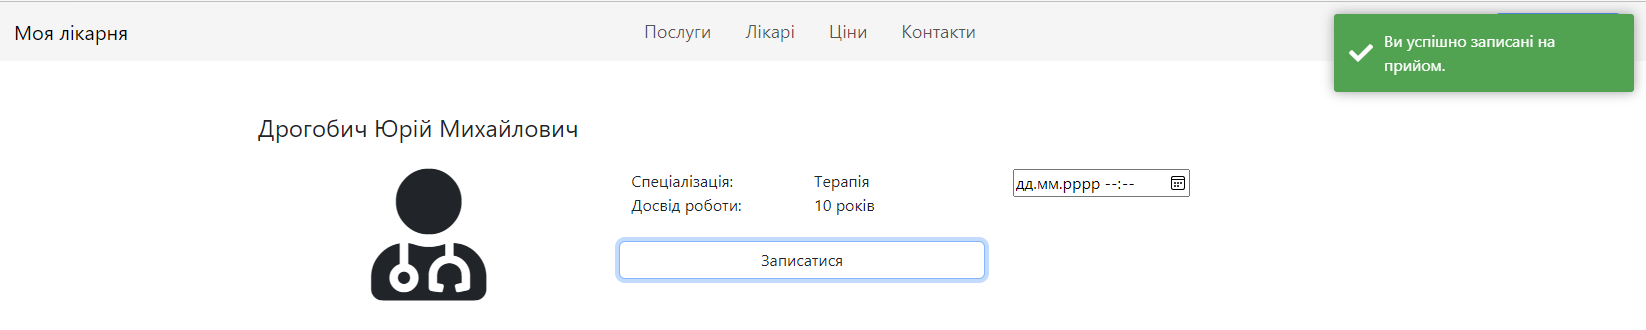 Моя лікарня
Послуги Лікарі Ціни Контакти
Ви успішно записані на
прийом.
Дрогобич Юрій Михайлович
Спеціалізація: Терапія
дд.мм.рррр --:--
Досвід роботи: 10 років
Записатися